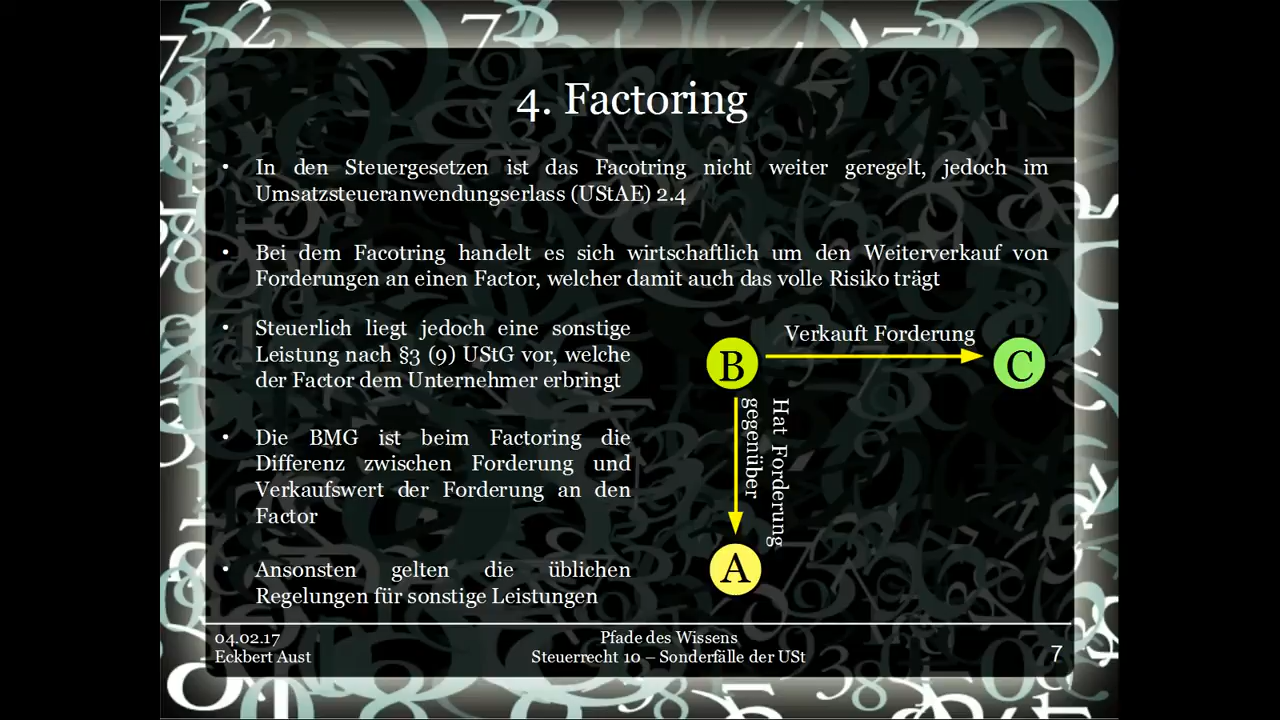 4. Factoring
• In den Steuergesetzen ist das Facotring nicht weiter geregelt, jedoch im
Umsatzsteueranwendungserlass (UStAE) 2.4
• Bei dem Facotring handelt es sich wirtschaftlich um den Weiterverkauf von
Forderungen an einen Factor, welcher damit auch das volle Risiko trägt
• Steuerlich liegt jedoch eine sonstige
Leistung nach §3 (9) UStG vor, welche
der Factor dem Unternehmer erbringt
• Die BMG ist beim Factoring die
Differenz zwischen Forderung und
Verkaufswert der Forderung an den
Factor
• Ansonsten gelten die üblichen
Regelungen für sonstige Leistungen
Verkauft Forderung
B
C
Hat Forderung
gegenüber
A
04.02.17
Eckbert Aust
Pfade des Wissens
Steuerrecht 10 – Sonderfälle der USt
7